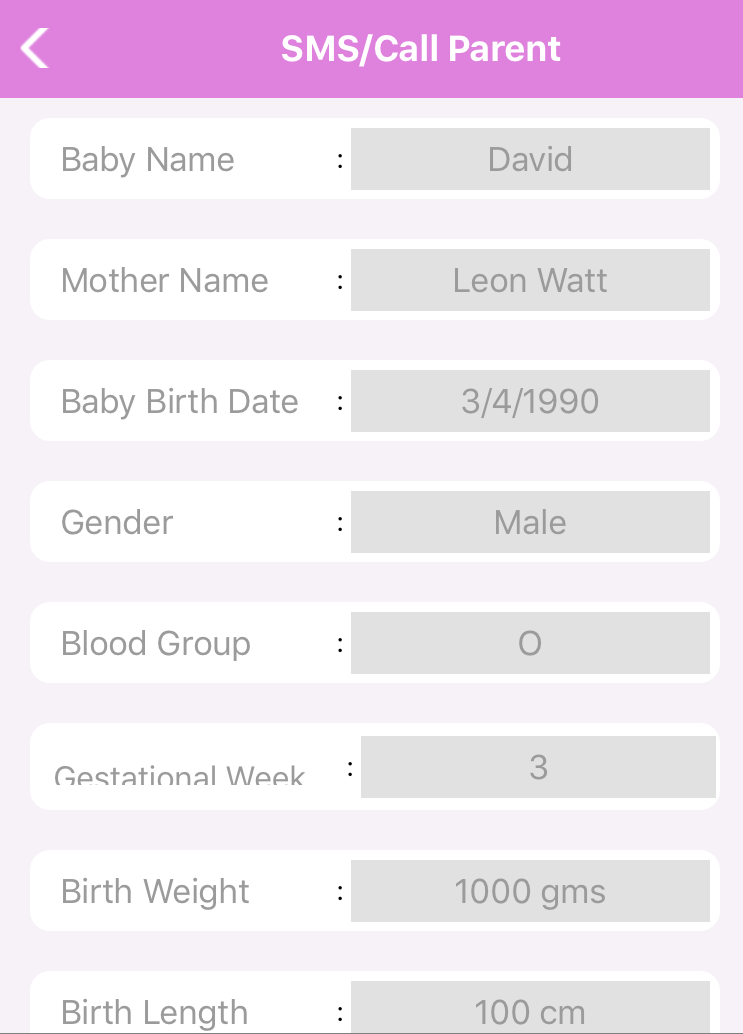 SMS/Call Parent
Baby Name : David
Mother Name : Leon Watt
Baby Birth Date : 3/4/1990
Gender : Male
Blood Group : O
Gestational Week : 3
Birth Weight : 1000 gms
Birth Length : 100 cm